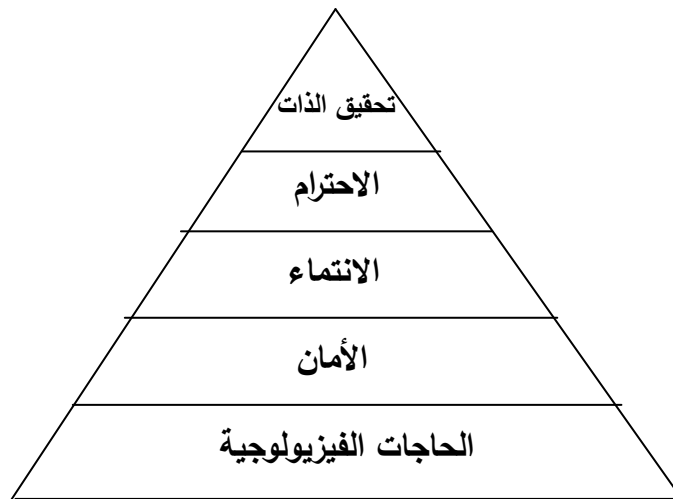 تحقيق الذات
الاحترام
الانتماء
الأمان
الحاجات الفيزيولوجية